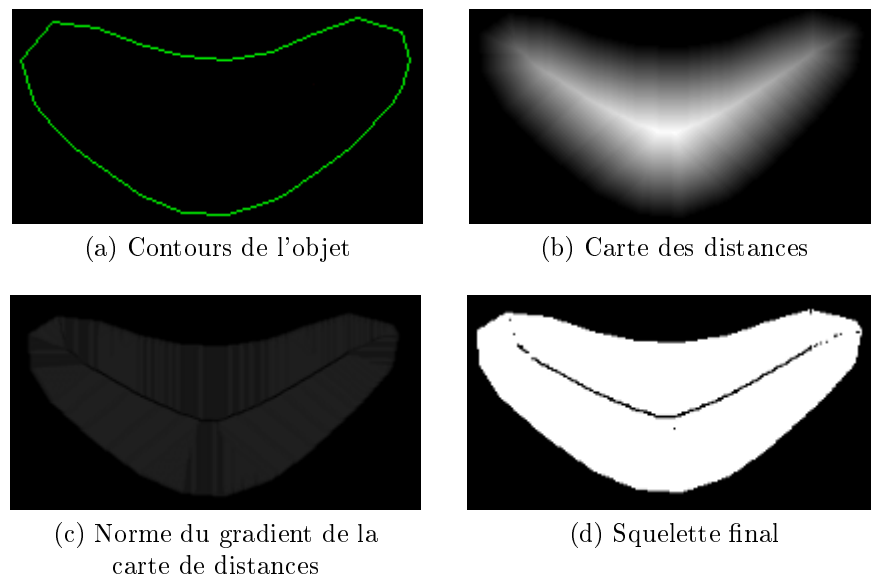 (a) Contours de l'objet
(b) Carte des distances
(c) Norme du gradient de la
carte de distances
(d) Squelette final